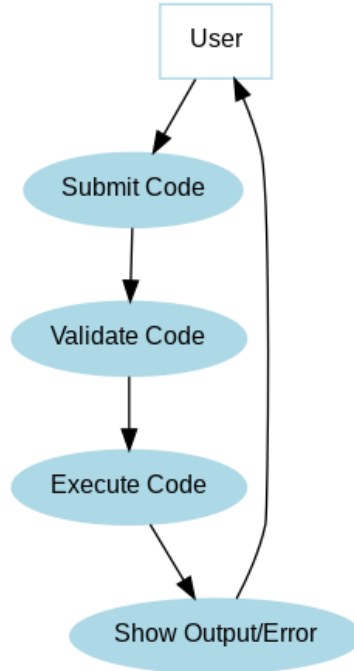 User
Submit Code
Validate Code
Execute Code
Show Output/Error